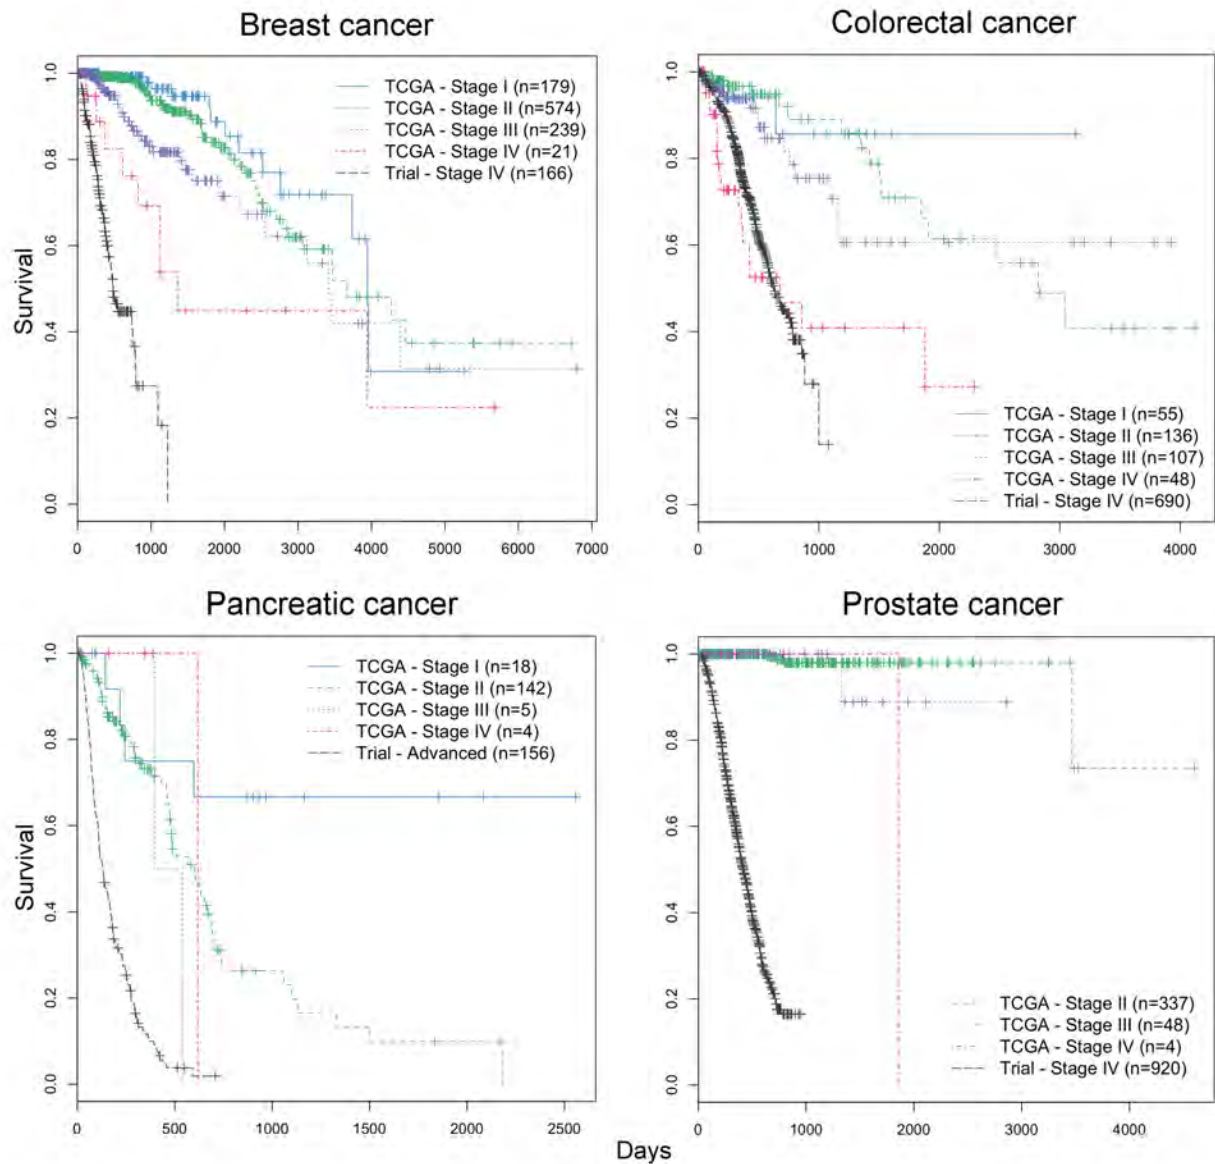 Breast cancer
Survival
1.0
0.8
0.6
0.4
0.2
0.0
TCGA - Stage I (n=179)
TCGA - Stage II (n=574)
TCGA - Stage III (n=239)
TCGA - Stage IV (n=21)
Trial - Stage IV (n=166)
0 1000 2000 3000 4000 5000 6000 7000
Colorectal cancer
1.0
0.8
0.6
0.4
0.2
0.0
TCGA - Stage I (n=55)
TCGA - Stage II (n=136)
TCGA - Stage III (n=107)
TCGA - Stage IV (n=48)
Trial - Stage IV (n=690)
0 1000 2000 3000 4000
Pancreatic cancer
Survival
1.0
0.8
0.6
0.4
0.2
0.0
TCGA - Stage I (n=18)
TCGA - Stage II (n=142)
TCGA - Stage III (n=5)
TCGA - Stage IV (n=4)
Trial - Advanced (n=156)
0 500 1000 1500 2000 2500
Prostate cancer
1.0
0.8
0.6
0.4
0.2
0.0
TCGA - Stage II (n=337)
TCGA - Stage III (n=48)
TCGA - Stage IV (n=4)
Trial - Stage IV (n=920)
0 1000 2000 3000 4000
Days